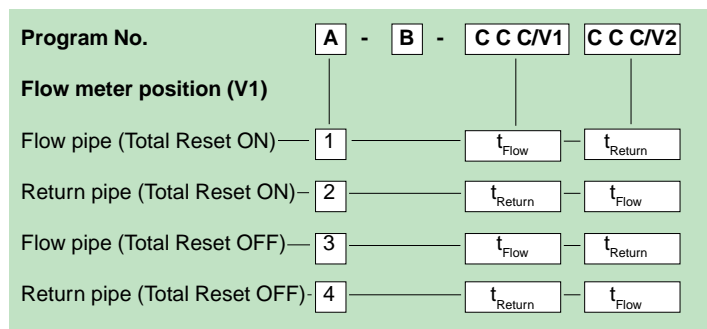 Program No. A - B - C C C/V1 C C C/V2
Flow meter position (V1)
Flow pipe (Total Reset ON) 1 tFlow tReturn
Return pipe (Total Reset ON) 2 tReturn tFlow
Flow pipe (Total Reset OFF) 3 tFlow tReturn
Return pipe (Total Reset OFF) 4 tReturn tFlow